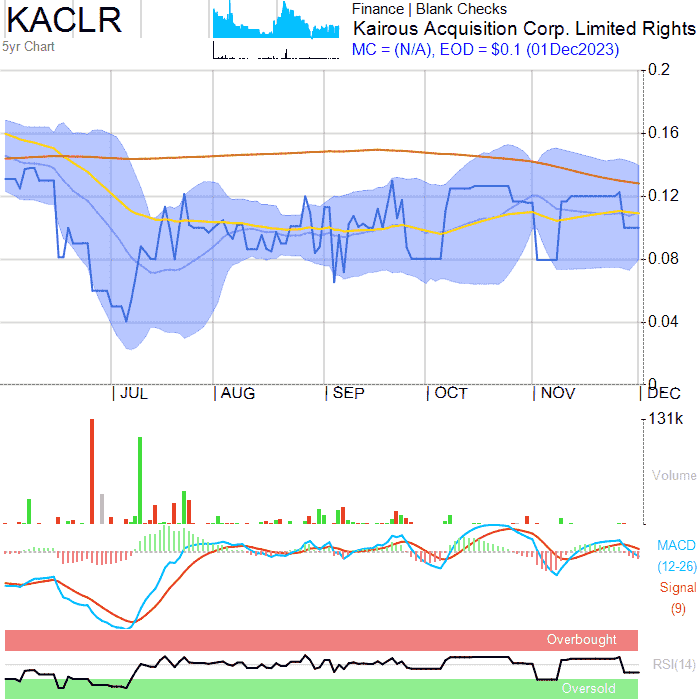 KACLR
5yr Chart
Finance | Blank Checks
Kairous Acquisition Corp. Limited Rights
MC = (N/A), EOD = $0.1 (01Dec2023)
0.2
0.16
0.12
0.08
0.04
0
JUL AUG SEP OCT NOV DEC
131k
Volume
MACD
(12-26)
Signal
(9)
Overbought
RSI(14)
Oversold